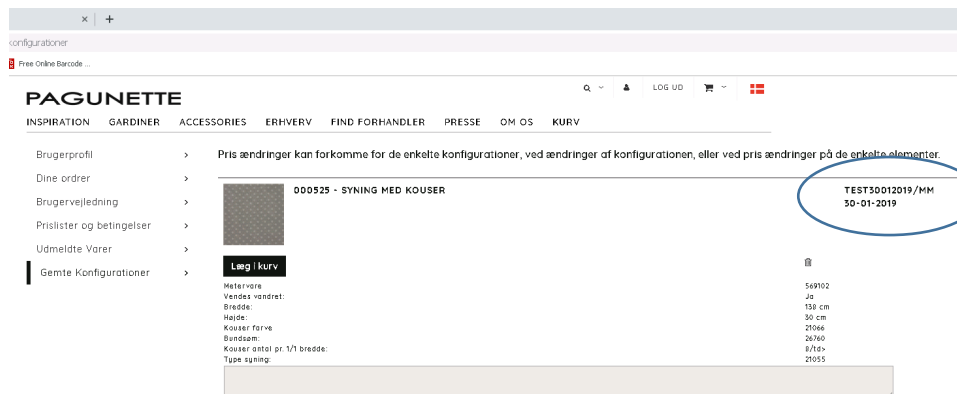 × | +
konfigurationer
Free Online Barcode ...
PAGUNETTE
LOG UD
INSPIRATION GARDINER ACCESSORIES ERHVERV FIND FORHANDLER PRESSE OM OS KURV
Brugerprofil
Dine ordrer
Brugervejledning
Prislister og betingelser
Udmeldte Varer
Gemte Konfigurationer
Pris ændringer kan forkomme for de enkelte konfigurationer, ved ændringer af konfigurationen, eller ved pris ændringer på de enkelte elementer.
000525 - SYNING MED KOUSER
TEST30012019/MM
30-01-2019
Læg i kurv
Metervare 569102
Vendes vandret: Ja
Bredde: 138 cm
Højde: 30 cm
Kouser farve 21066
Bundsøm: 26760
Kouser antal pr. 1/1 bredde: 8/td>
Type syning: 21055